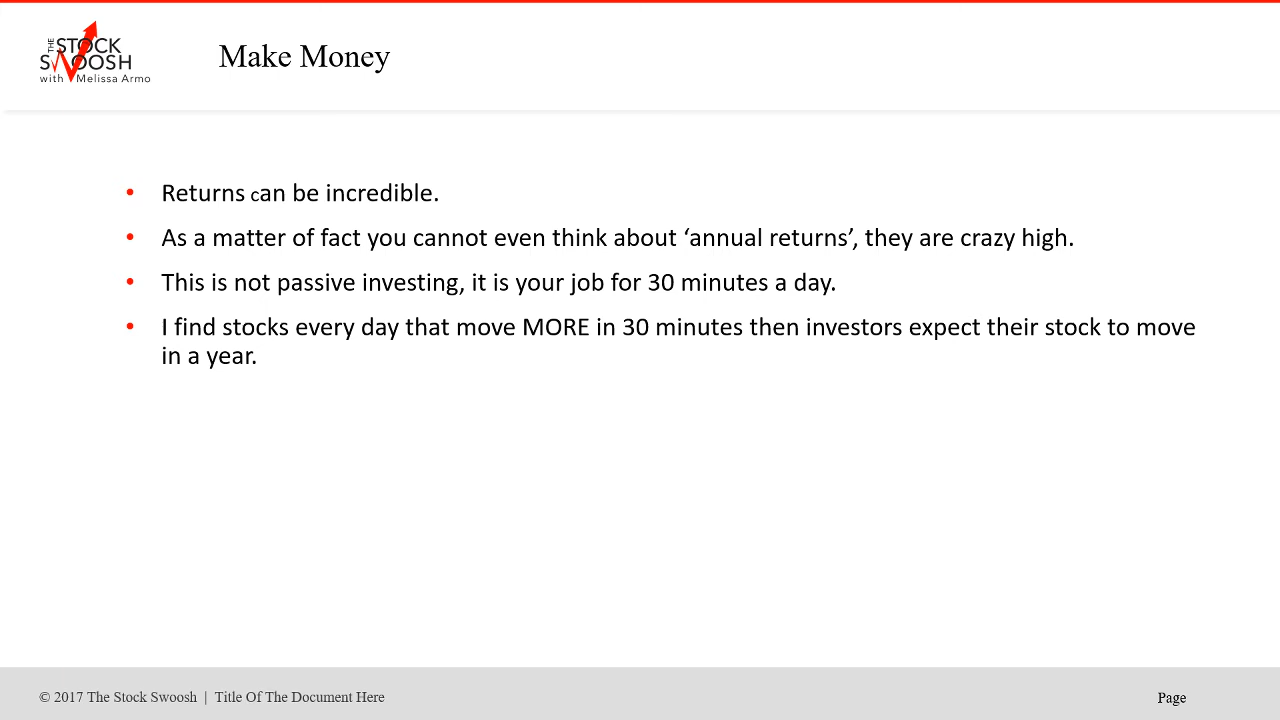 THE STOCK
SWOOSH
with Melissa Armo
Make Money
• Returns can be incredible.
• As a matter of fact you cannot even think about ‘annual returns’, they are crazy high.
• This is not passive investing, it is your job for 30 minutes a day.
• I find stocks every day that move MORE in 30 minutes then investors expect their stock to move
in a year.
© 2017 The Stock Swoosh | Title Of The Document Here
Page